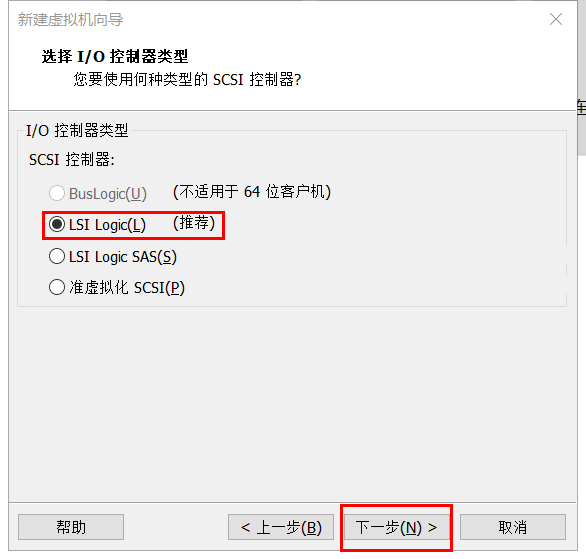 新建虚拟机向导
选择 I/O 控制器类型
您要使用何种类型的 SCSI 控制器?
连
I/O 控制器类型
SCSI 控制器:
BusLogic(U) (不适用于 64 位客户机)
LSI Logic(L) (推荐)
LSI Logic SAS(S)
准虚拟化 SCSI(P)
帮助 < 上一步(B) 下一步(N) > 取消